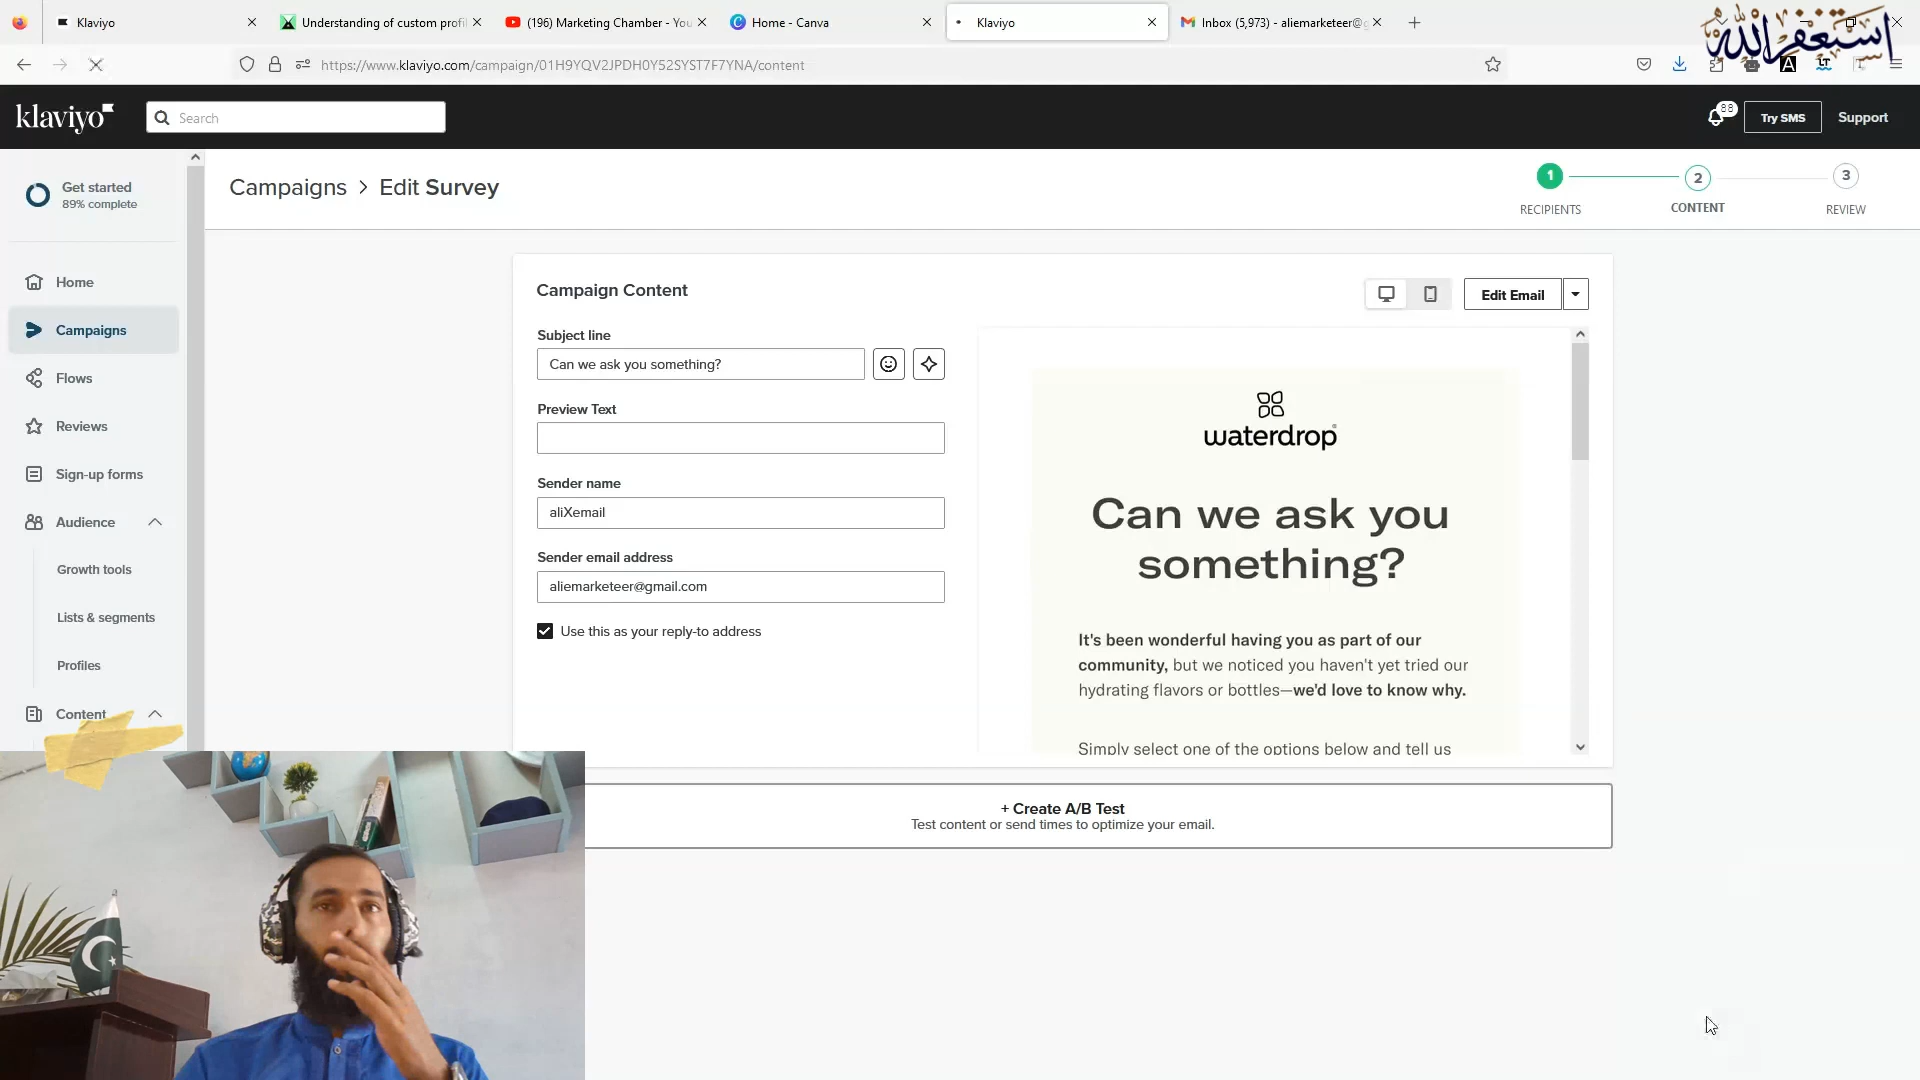 Klaviyo
Understanding of custom profi
(196) Marketing Chamber - You
Home - Canva
Klaviyo
Inbox (5,973) - aliemarketeer@g
أستغفر الله
https://www.klaviyo.com/campaign/01H9YQV2JPDH0Y52SYST7F7YNA/content
klaviyo
Search
88
Try SMS
Support
Get started
89% complete
Campaigns > Edit Survey
1
2
3
RECIPIENTS
CONTENT
REVIEW
Home
Campaigns
Flows
Reviews
Sign-up forms
Audience
Growth tools
Lists & segments
Profiles
Content
Campaign Content
Edit Email
Subject line
Can we ask you something?
Preview Text
Sender name
aliXemail
Sender email address
aliemarketeer@gmail.com
Use this as your reply-to address
waterdrop
Can we ask you
something?
It's been wonderful having you as part of our
community, but we noticed you haven't yet tried our
hydrating flavors or bottles—we'd love to know why.
Simply select one of the options below and tell us
+ Create A/B Test
Test content or send times to optimize your email.